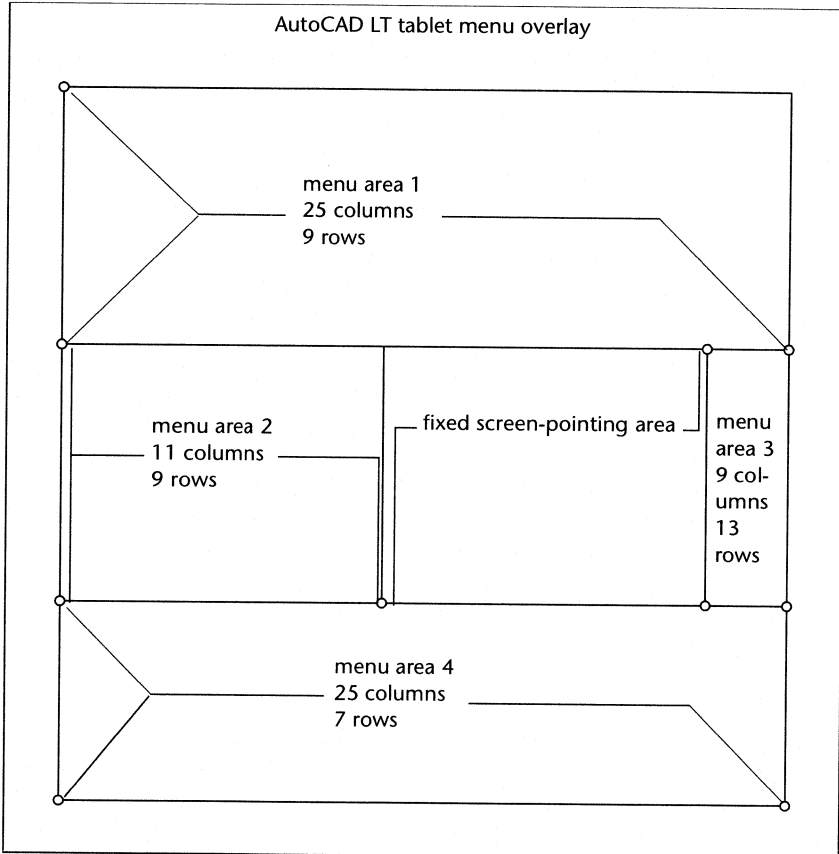 AutoCAD LT tablet menu overlay
menu area 1
25 columns
9 rows
menu area 2
11 columns
9 rows
fixed screen-pointing area
menu
area 3
9 col-
umns
13
rows
menu area 4
25 columns
7 rows